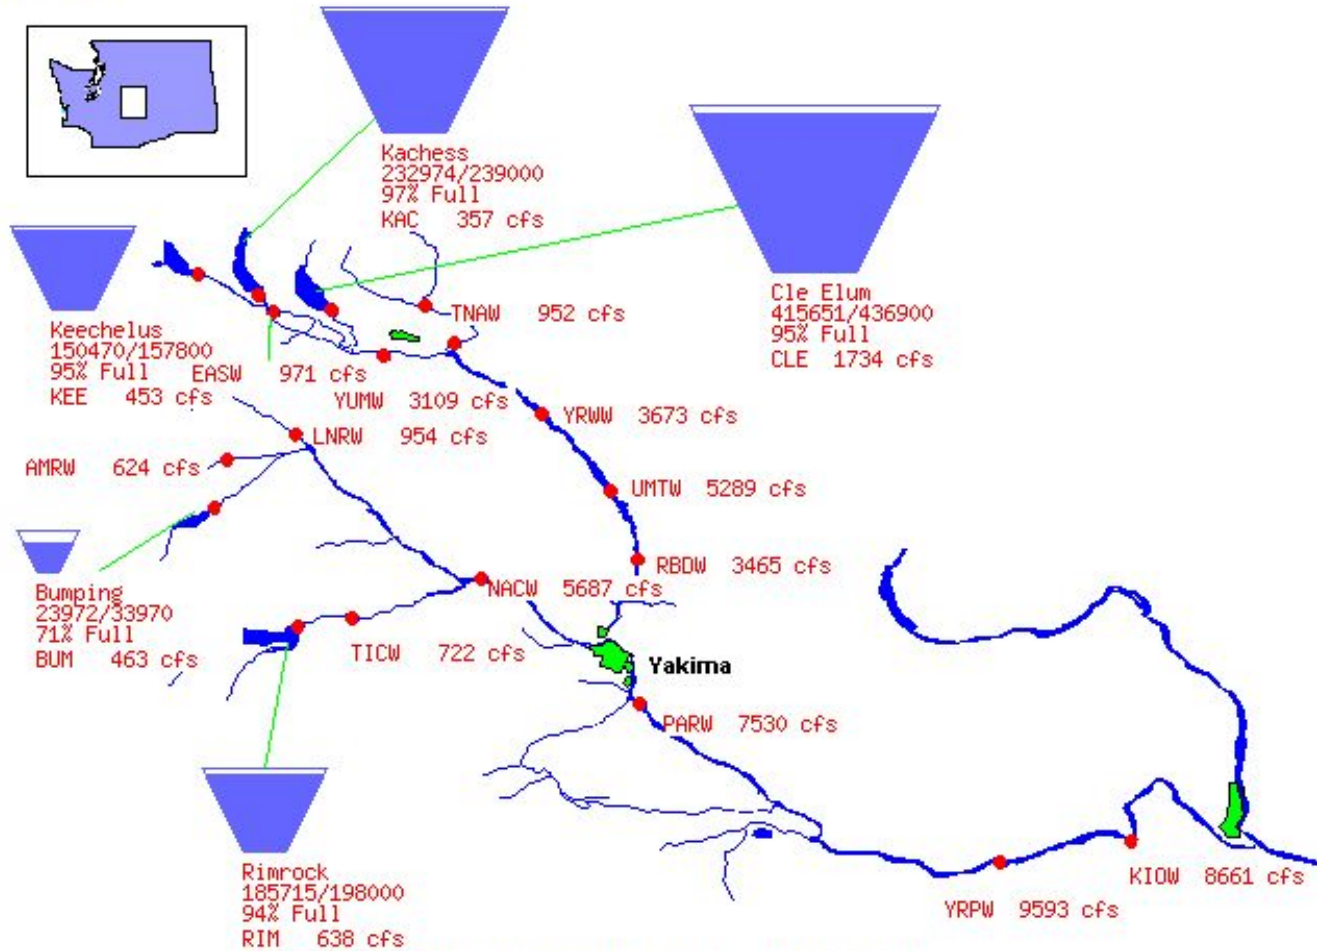 Kachess
232974/239000
97% Full
KAC 357 cfs
Cle Elum
415651/436900
95% Full
CLE 1734 cfs
Keechelus
150470/157800
95% Full
KEE 453 cfs
TNAW 952 cfs
EASW 971 cfs
YUMW 3109 cfs
YRWW 3673 cfs
LNRW 954 cfs
AMRW 624 cfs
UMTW 5289 cfs
RBDW 3465 cfs
NACW 5687 cfs
Bumping
23972/33970
71% Full
BUM 463 cfs
TICW 722 cfs
Yakima
PARW 7530 cfs
Rimrock
185715/198000
94% Full
RIM 638 cfs
KIOW 8661 cfs
YRPW 9593 cfs